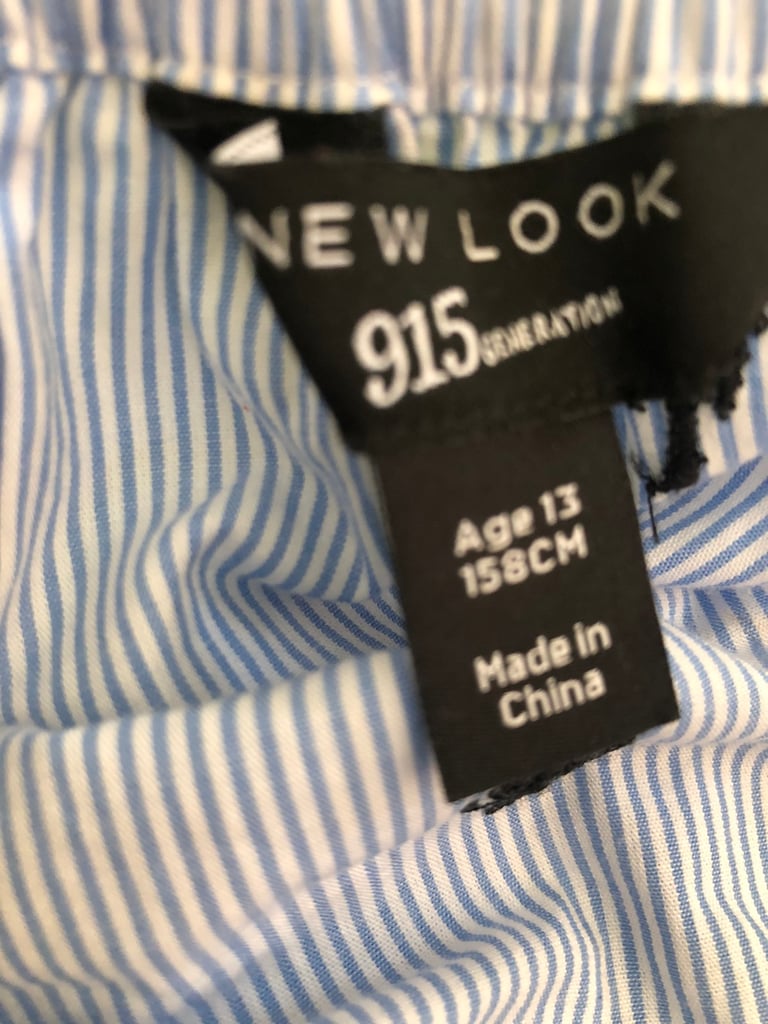 NEW LOOK
915 GENERATION
Age 13
158CM
Made in
China